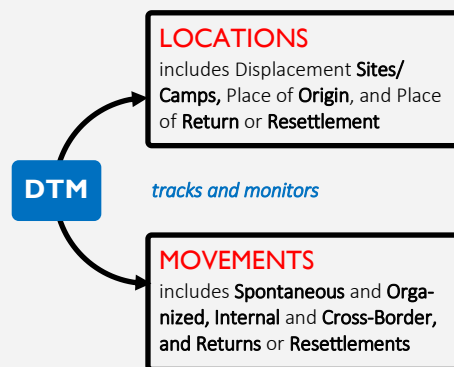 LOCATIONS
includes Displacement Sites/
Camps, Place of Origin, and Place
of Return or Resettlement
DTM
tracks and monitors
MOVEMENTS
includes Spontaneous and Orga-
nized, Internal and Cross-Border,
and Returns or Resettlements